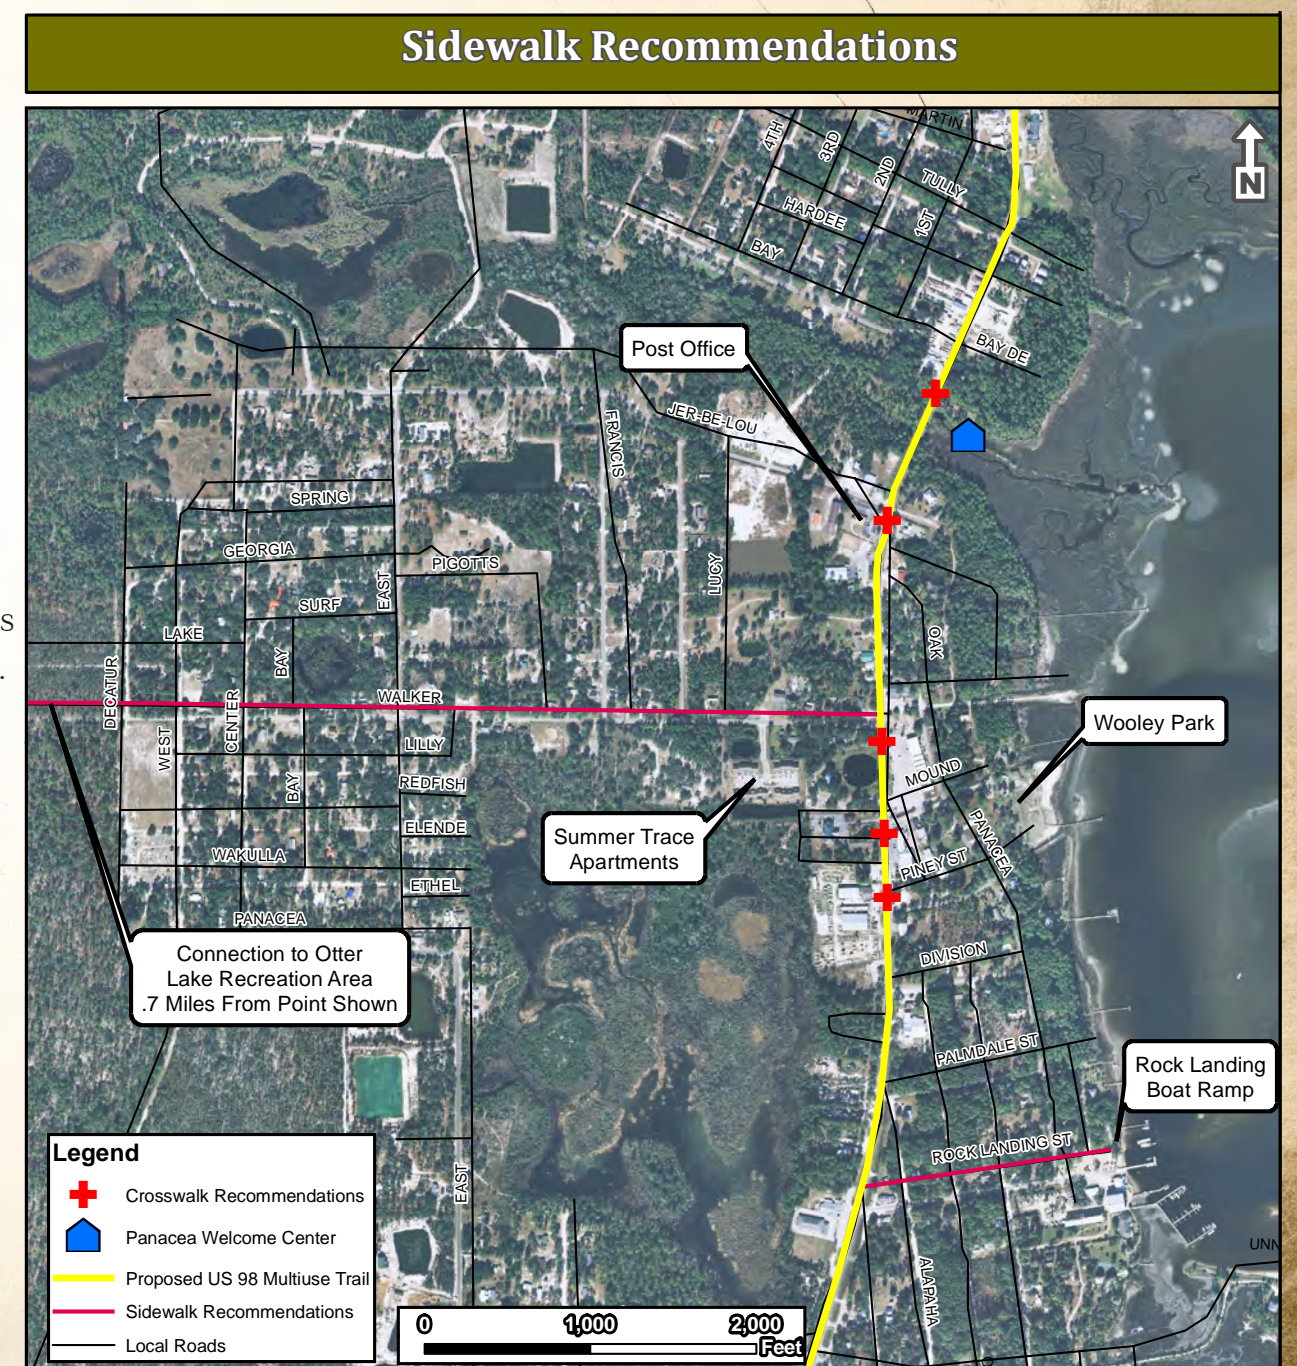 Sidewalk Recommendations
MARTIN
4TH
3RD
2ND
TULLY
N
HARDEE
1ST
BAY
BAY DE
Post Office
JER-BE-LOU
FRANCIS
SPRING
GEORGIA
PIGOTTS
LUCY
EAST
SURF
S
LAKE
OAK
BAY
.
DECATUR
WALKER
CENTER
Wooley Park
WEST
LILLY
MOUND
BAY
REDFISH
PANACEA
ELENDE
Summer Trace
Apartments
WAKULLA
PINEY ST
ETHEL
PANACEA
Connection to Otter
Lake Recreation Area
.7 Miles From Point Shown
DIVISION
PALMDALE ST
Rock Landing
Boat Ramp
ROCK LANDING ST
EAST
ALAPAHA
UNN
Legend
Crosswalk Recommendations
Panacea Welcome Center
Proposed US 98 Multiuse Trail
Sidewalk Recommendations
Local Roads
0 1,000 2,000
Feet